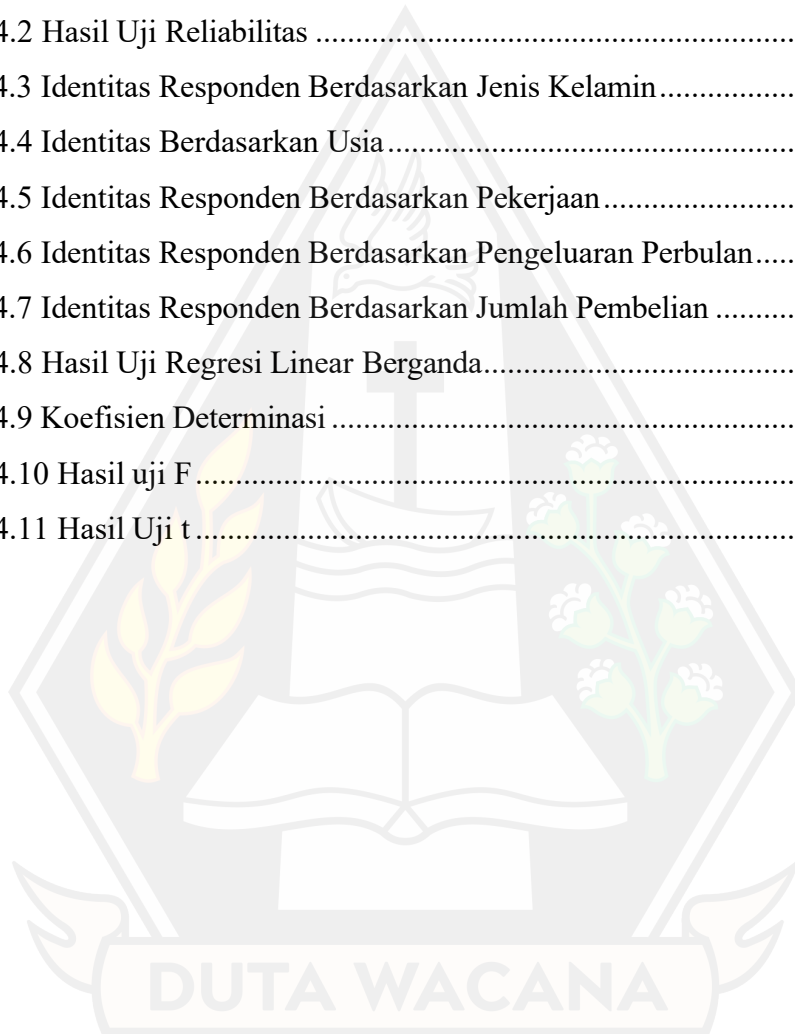 4.2 Hasil Uji Reliabilitas ....................................................................
4.3 Identitas Responden Berdasarkan Jenis Kelamin...................
4.4 Identitas Berdasarkan Usia.........................................................
4.5 Identitas Responden Berdasarkan Pekerjaan...........................
4.6 Identitas Responden Berdasarkan Pengeluaran Perbulan.....
4.7 Identitas Responden Berdasarkan Jumlah Pembelian ..........
4.8 Hasil Uji Regresi Linear Berganda...........................................
4.9 Koefisien Determinasi .................................................................
4.10 Hasil uji F ....................................................................................
4.11 Hasil Uji t .....................................................................................
DUTA WACANA